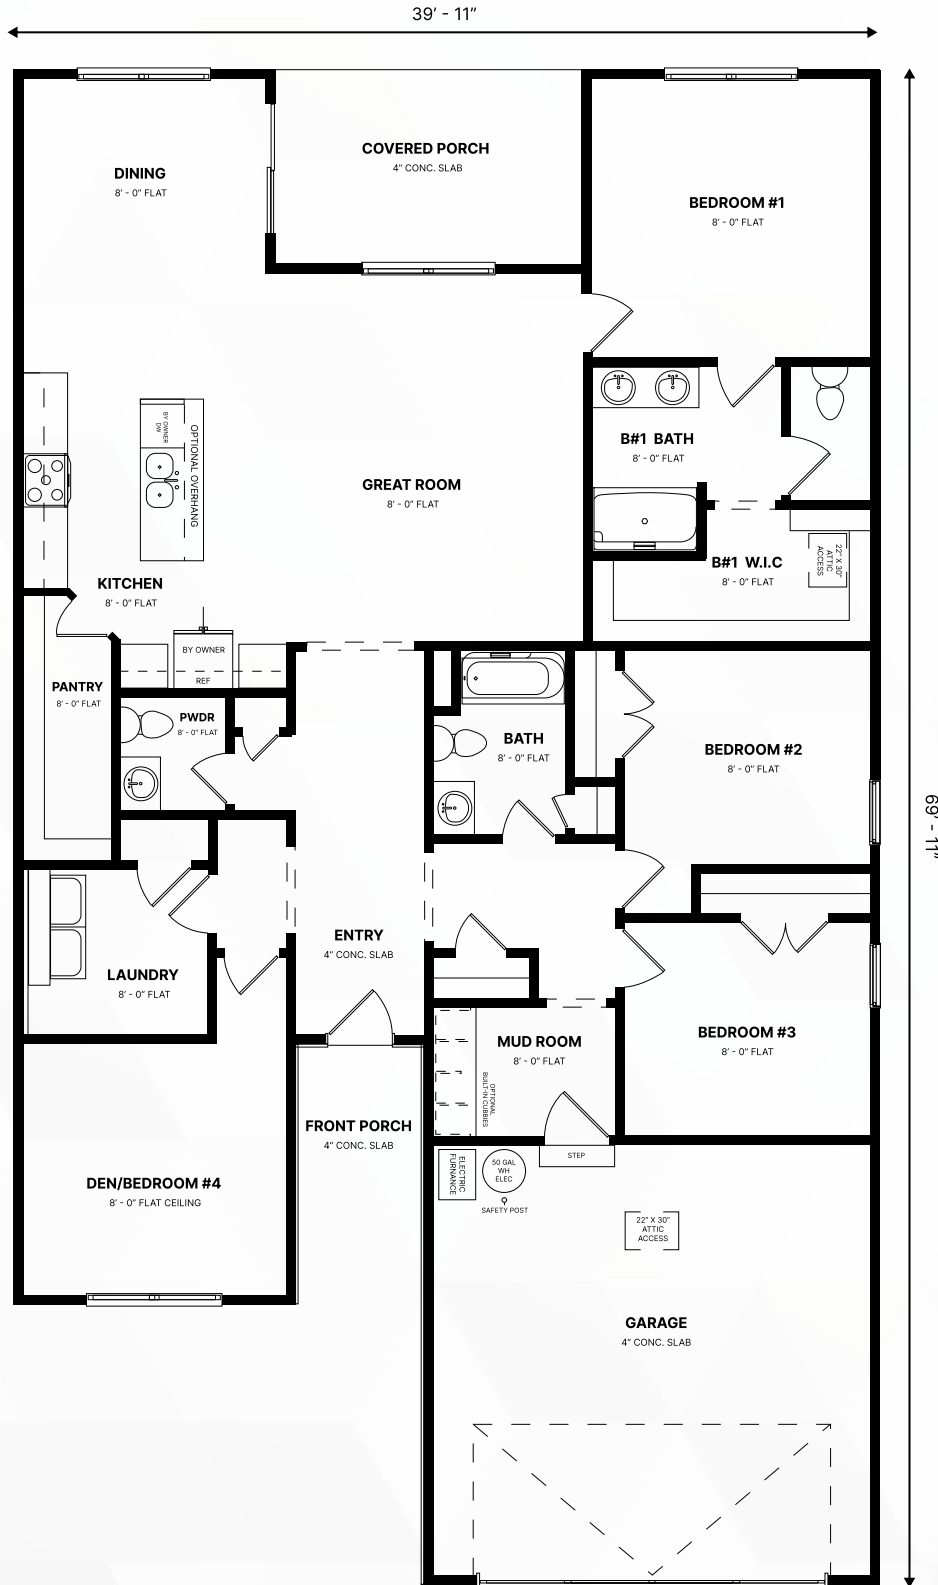 39’ - 11”
COVERED PORCH
4” CONC. SLAB
DINING
8’ - 0” FLAT
BEDROOM #1
8’ - 0” FLAT
BY OWNER
DW
OPTIONAL OVERHANG
B#1 BATH
8’ - 0” FLAT
GREAT ROOM
8’ - 0” FLAT
KITCHEN
8’ - 0” FLAT
B#1 W.I.C
8’ - 0” FLAT
22” X 30”
ATTIC
ACCESS
BY OWNER
REF
PANTRY
8’ - 0” FLAT
PWDR
8’ - 0” FLAT
BATH
8’ - 0” FLAT
BEDROOM #2
8’ - 0” FLAT
69’ - 11”
ENTRY
4” CONC. SLAB
LAUNDRY
8’ - 0” FLAT
MUD ROOM
8’ - 0” FLAT
OPTIONAL
BUILT-IN CUBBIES
BEDROOM #3
8’ - 0” FLAT
FRONT PORCH
4” CONC. SLAB
DEN/BEDROOM #4
8’ - 0” FLAT CEILING
ELECTRIC
FURNANCE
50 GAL
WH
ELEC
SAFETY POST
STEP
22” X 30”
ATTIC
ACCESS
GARAGE
4” CONC. SLAB